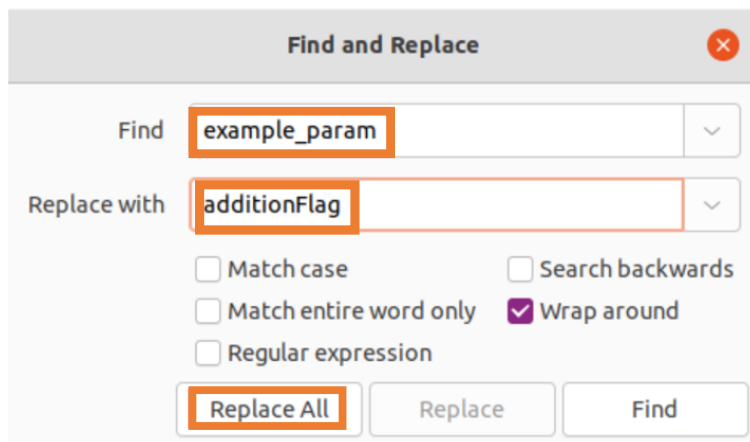 Find and Replace
Find example_param
Replace with additionFlag
Match case Search backwards
Match entire word only Wrap around
Regular expression
Replace All Replace Find